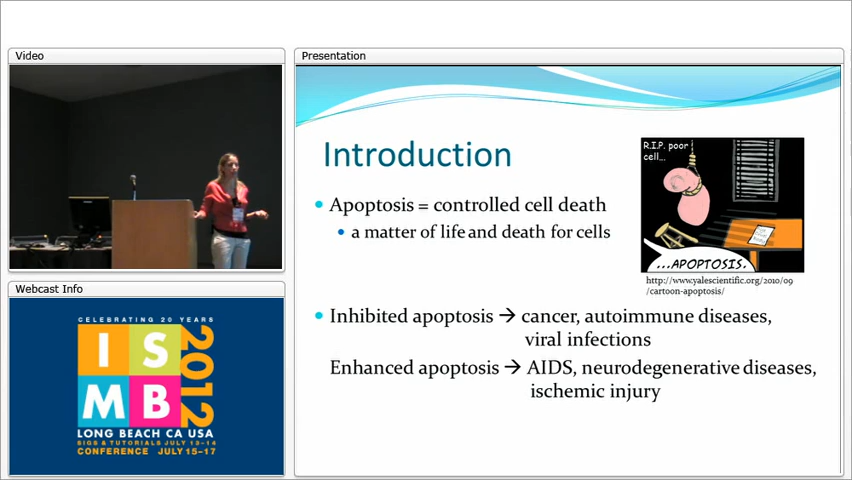 Video
Presentation
Introduction
Apoptosis = controlled cell death
a matter of life and death for cells
R.I.P. poor
cell...
...APOPTOSIS.
http://www.yalescientific.org/2010/09
/cartoon-apoptosis/
Inhibited apoptosis → cancer, autoimmune diseases,
viral infections
Enhanced apoptosis → AIDS, neurodegenerative diseases,
ischemic injury
Webcast Info
CELEBRATING 20 YEARS
IS
MB
2012
LONG BEACH CA USA
SIGS & TUTORIALS JULY 13-14
CONFERENCE JULY 15-17